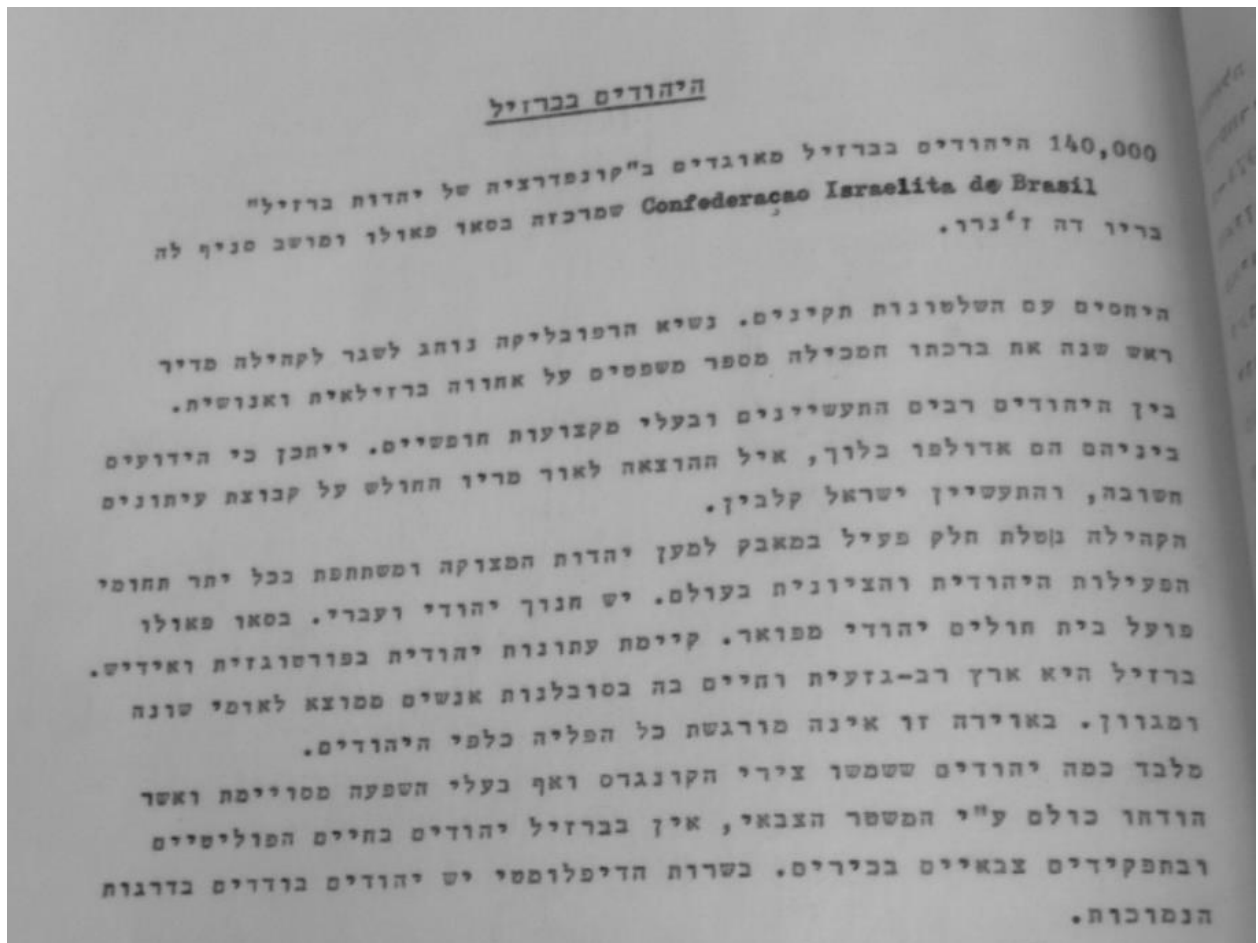 היהודים בברזיל
140,000 היהודים בברזיל מאוגדים ב"קונפדרציה של יהדות ברזיל"
Confederaçao Israelita do Brasil שמרכזה בסאו פאולו ומושב סניף לה
בריו דה ז'נרו.
היחסים עם השלטונות תקינים. נשיא הרפובליקה נוהג לשגר לקהילה מדיר
ראש שנה את ברכתו המכילה מספר משפטים על אחווה ברזילאית ואנושית.
בין היהודים רבים התעשיינים ובעלי מקצועות חופשיים. ייתכן כי הידועים
ביניהם הם אדולפו בלוך, איל ההוצאה לאור מריו החולש על קבוצת עיתונים
חשובה, והתעשיין ישראל קלבין.
הקהילה נוטלת חלק פעיל במאבק למען יהדות המצוקה ומשתתפת בכל יתר תחומי
הפעילות היהודית והציונית בעולם. יש חנוך יהודי ועברי. בסאו פאולו
פועל בית חולים יהודי מפואר. קיימת עתונות יהודית בפורטוגזית ואידיש.
ברזיל היא ארץ רב-גזעית וחיים בה בסובלנות אנשים ממוצא לאומי שונה
ומגוון. באוירה זו אינה מורגשת כל הפליה כלפי היהודים.
מלבד כמה יהודים ששמשו צירי הקונגרס ואף בעלי השפעה מסויימת ואשר
הודחו כולם ע"י המשטר הצבאי, אין בברזיל יהודים בחיים הפוליטיים
ובתפקידים צבאיים בכירים. בשרות הדיפלומטי יש יהודים בודדים בדרגות
הנמוכות.